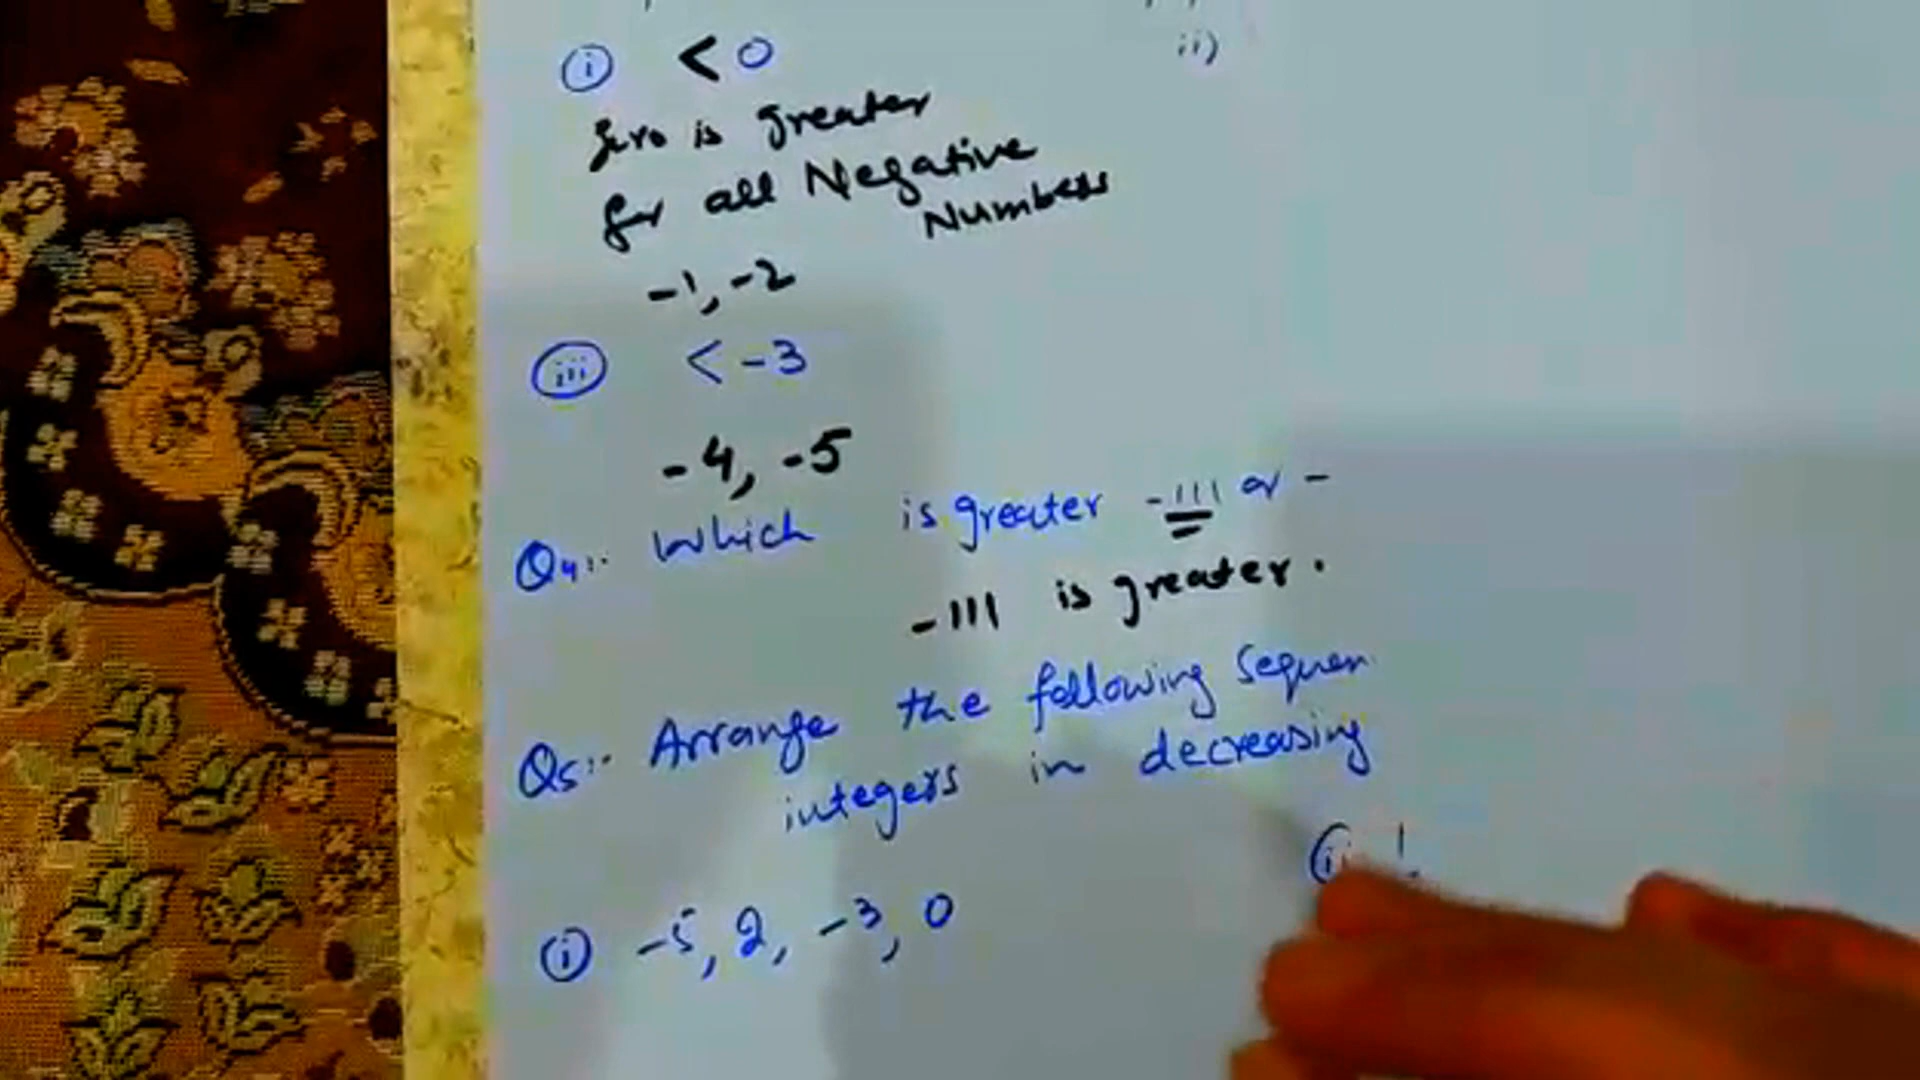 i < 0
ii)
Zero is greater
for all Negative
Numbers
-1, -2
iii < -3
-4, -5
Q4:- Which is greater -111 or -
-111 is greater.
Q5:- Arrange the following sequen
integers in decreasing
i -5, 2, -3, 0